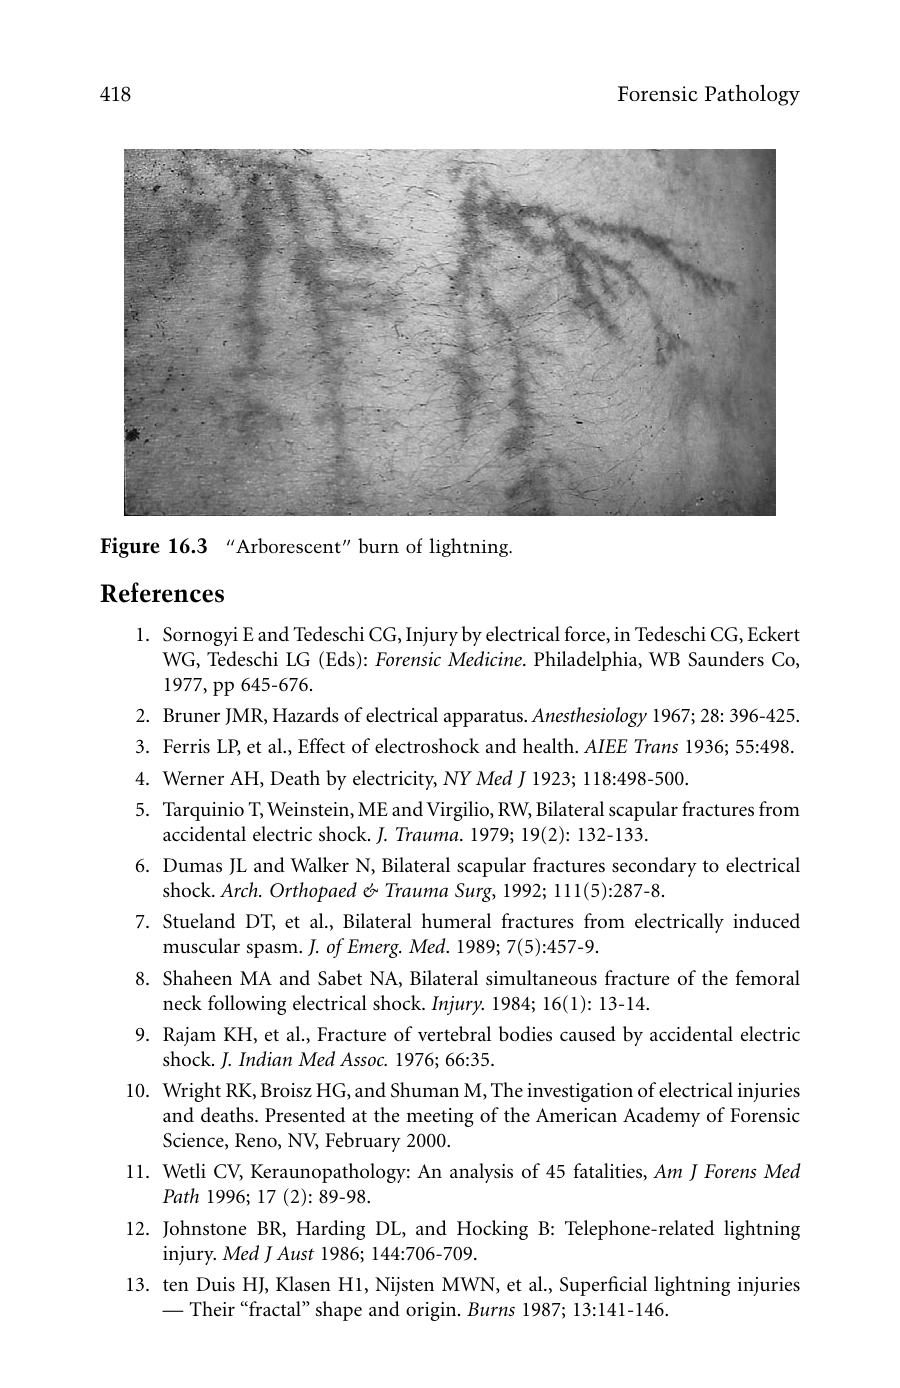 418
Forensic Pathology
Figure 16.3 “Arborescent” burn of lightning.
References
1. Sornogyi E and Tedeschi CG, Injury by electrical force, in Tedeschi CG, Eckert
WG, Tedeschi LG (Eds): Forensic Medicine. Philadelphia, WB Saunders Co,
1977, pp 645-676.
2. Bruner JMR, Hazards of electrical apparatus. Anesthesiology 1967; 28: 396-425.
3. Ferris LP, et al., Effect of electroshock and health. AIEE Trans 1936; 55:498.
4. Werner AH, Death by electricity, NY Med J 1923; 118:498-500.
5. Tarquinio T, Weinstein, ME and Virgilio, RW, Bilateral scapular fractures from
accidental electric shock. J. Trauma. 1979; 19(2): 132-133.
6. Dumas JL and Walker N, Bilateral scapular fractures secondary to electrical
shock. Arch. Orthopaed & Trauma Surg, 1992; 111(5):287-8.
7. Stueland DT, et al., Bilateral humeral fractures from electrically induced
muscular spasm. J. of Emerg. Med. 1989; 7(5):457-9.
8. Shaheen MA and Sabet NA, Bilateral simultaneous fracture of the femoral
neck following electrical shock. Injury. 1984; 16(1): 13-14.
9. Rajam KH, et al., Fracture of vertebral bodies caused by accidental electric
shock. J. Indian Med Assoc. 1976; 66:35.
10. Wright RK, Broisz HG, and Shuman M, The investigation of electrical injuries
and deaths. Presented at the meeting of the American Academy of Forensic
Science, Reno, NV, February 2000.
11. Wetli CV, Keraunopathology: An analysis of 45 fatalities, Am J Forens Med
Path 1996; 17 (2): 89-98.
12. Johnstone BR, Harding DL, and Hocking B: Telephone-related lightning
injury. Med J Aust 1986; 144:706-709.
13. ten Duis HJ, Klasen H1, Nijsten MWN, et al., Superficial lightning injuries
— Their “fractal” shape and origin. Burns 1987; 13:141-146.